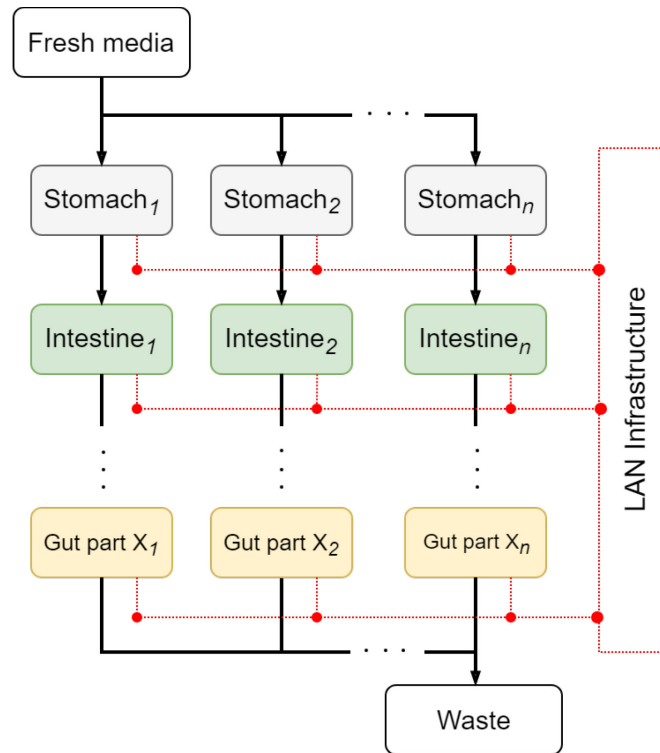 Fresh media
. . .
Stomach1
Stomach2
Stomachn
Intestine1
Intestine2
Intestinen
LAN Infrastructure
Gut part X1
Gut part X2
Gut part Xn
. . .
Waste